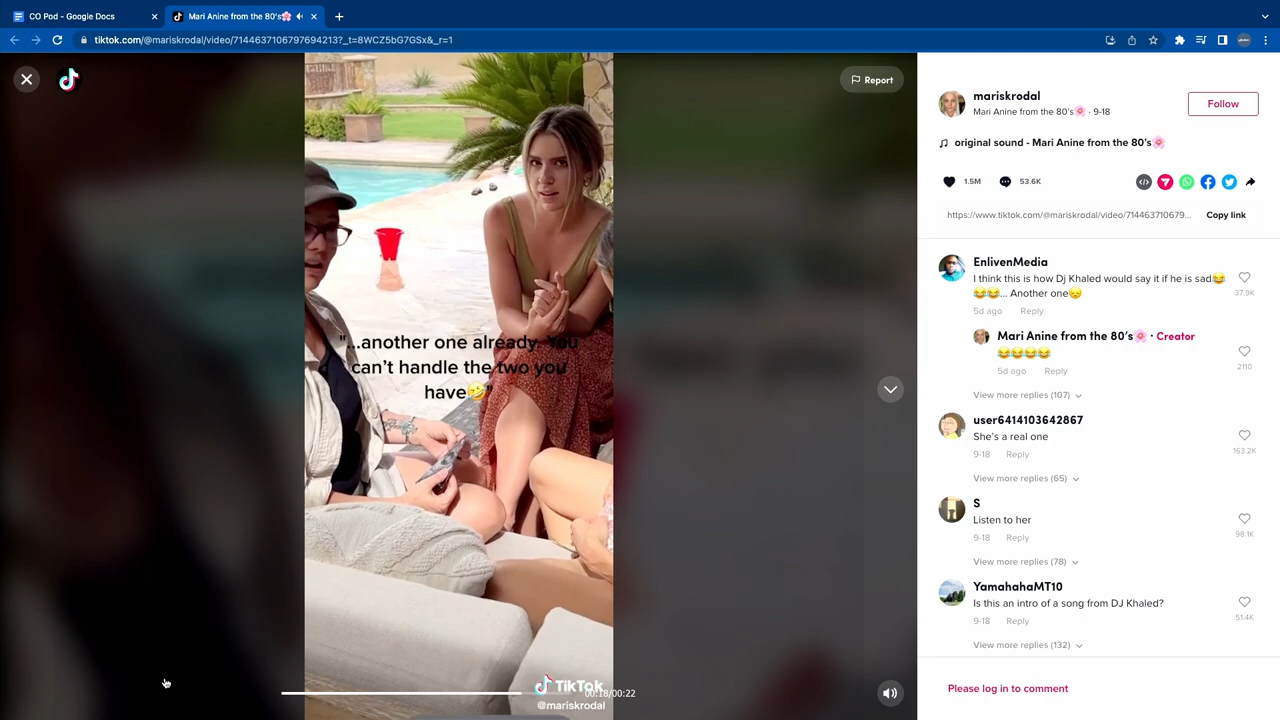 CO Pod - Google Docs
Mari Anine from the 80's🌸
tiktok.com/@mariskrodal/video/7144637106797694213?_t=8WCZ5bG7GSx&_r=1
Report
"...another one already. You
can't handle the two you
have🤣"
TikTok
@mariskrodal
00:18/00:22
mariskrodal
Mari Anine from the 80's🌸 · 9-18
Follow
original sound - Mari Anine from the 80's🌸
1.5M
53.6K
https://www.tiktok.com/@mariskrodal/video/714463710679...
Copy link
EnlivenMedia
I think this is how Dj Khaled would say it if he is sad😂
😂😂... Another one😞
37.9K
5d ago Reply
Mari Anine from the 80's🌸 · Creator
😂😂😂😂
2110
5d ago Reply
View more replies (107)
user6414103642867
She's a real one
163.2K
9-18 Reply
View more replies (65)
S
Listen to her
98.1K
9-18 Reply
View more replies (78)
YamahahaMT10
Is this an intro of a song from DJ Khaled?
51.4K
9-18 Reply
View more replies (132)
Please log in to comment